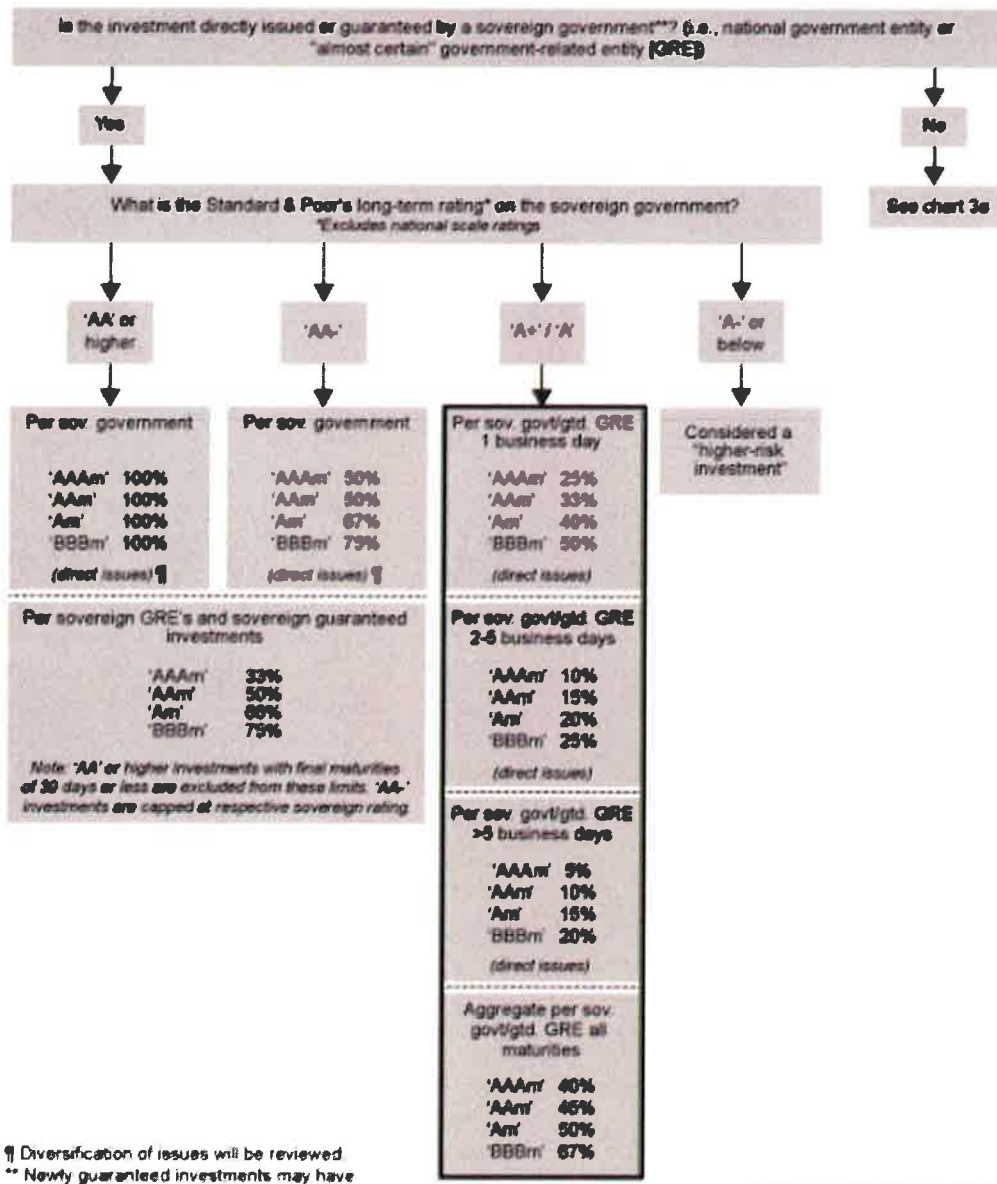 Is the investment directly issued or guaranteed by a sovereign government**? (i.e., national government entity or
"almost certain" government-related entity [GRE])
Yes
No
What is the Standard & Poor's long-term rating* on the sovereign government?
*Excludes national scale ratings
See chart 3a
'AA' or
higher
'AA-'
'A+' / 'A'
'A-' or
below
Per sov. government
'AAAm' 100%
'AAm' 100%
'Am' 100%
'BBBm' 100%
(direct issues) ¶
Per sov. government
'AAAm' 30%
'AAm' 50%
'Am' 67%
'BBBm' 75%
(direct issues) ¶
Per sov. govt/gtd. GRE
1 business day
'AAAm' 25%
'AAm' 33%
'Am' 40%
'BBBm' 50%
(direct issues)
Considered a
"higher-risk
investment"
Per sovereign GRE's and sovereign guaranteed
investments
'AAAm' 33%
'AAm' 50%
'Am' 66%
'BBBm' 75%
Note: 'AA' or higher investments with final maturities
of 30 days or less are excluded from these limits. 'AA-'
investments are capped at respective sovereign rating.
Per sov. govt/gtd. GRE
2-5 business days
'AAAm' 10%
'AAm' 15%
'Am' 20%
'BBBm' 25%
(direct issues)
Per sov. govt/gtd. GRE
>5 business days
'AAAm' 5%
'AAm' 10%
'Am' 15%
'BBBm' 20%
(direct issues)
Aggregate per sov.
govt/gtd. GRE all
maturities
'AAAm' 40%
'AAm' 45%
'Am' 50%
'BBBm' 67%
¶ Diversification of issues will be reviewed.
** Newly guaranteed investments may have